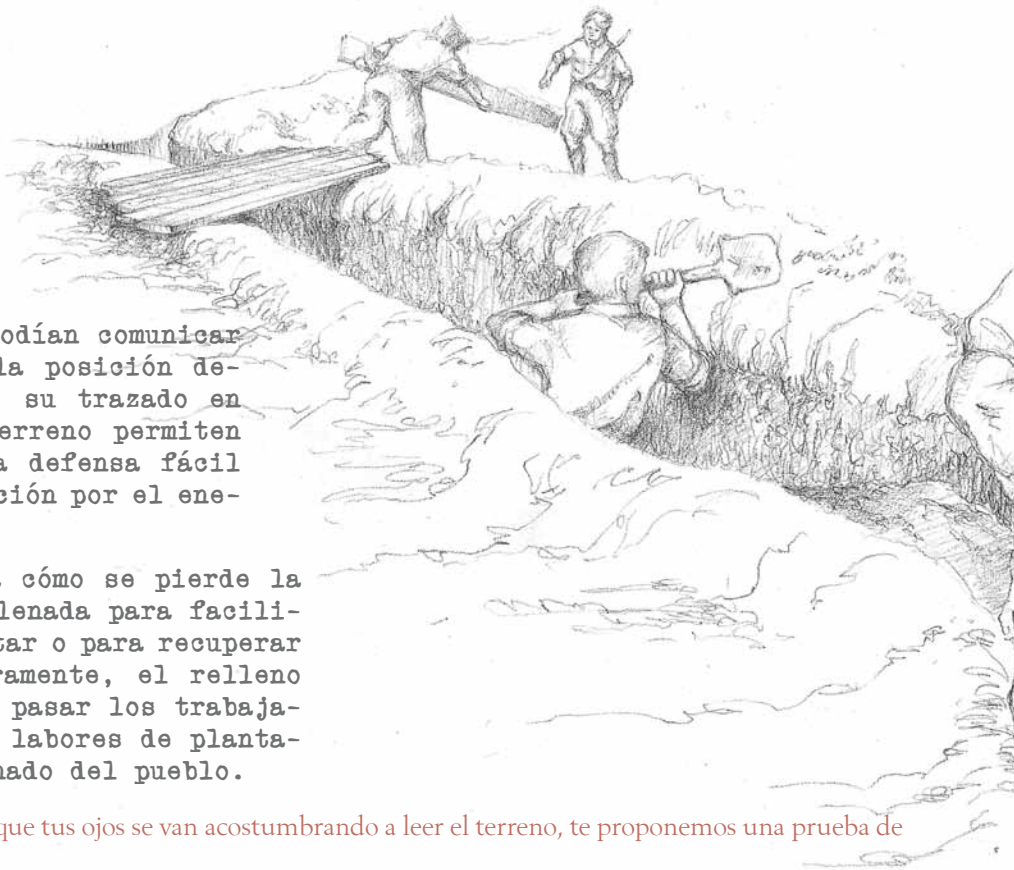 odían comunicar
la posición de-
su trazado en
erreno permiten
a defensa fácil
ción por el ene-
cómo se pierde la
lenada para facili-
tar o para recuperar
ramente, el relleno
pasar los trabaja-
labores de planta-
nado del pueblo.
que tus ojos se van acostumbrando a leer el terreno, te proponemos una prueba de